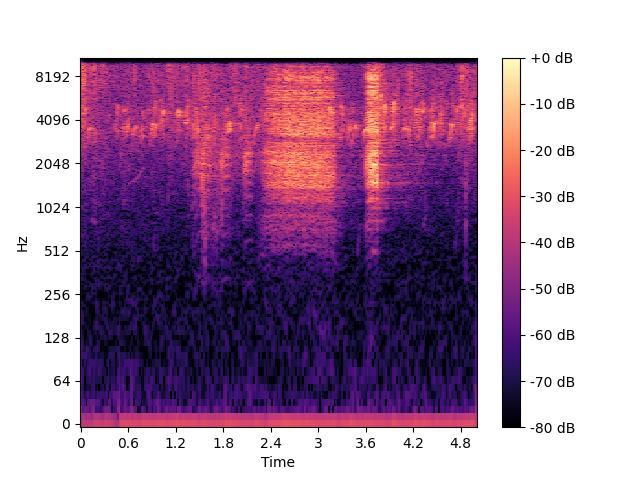 8192
4096
2048
1024
512
256
128
64
0
Hz
0 0.6 1.2 1.8 2.4 3 3.6 4.2 4.8
Time
+0 dB
-10 dB
-20 dB
-30 dB
-40 dB
-50 dB
-60 dB
-70 dB
-80 dB